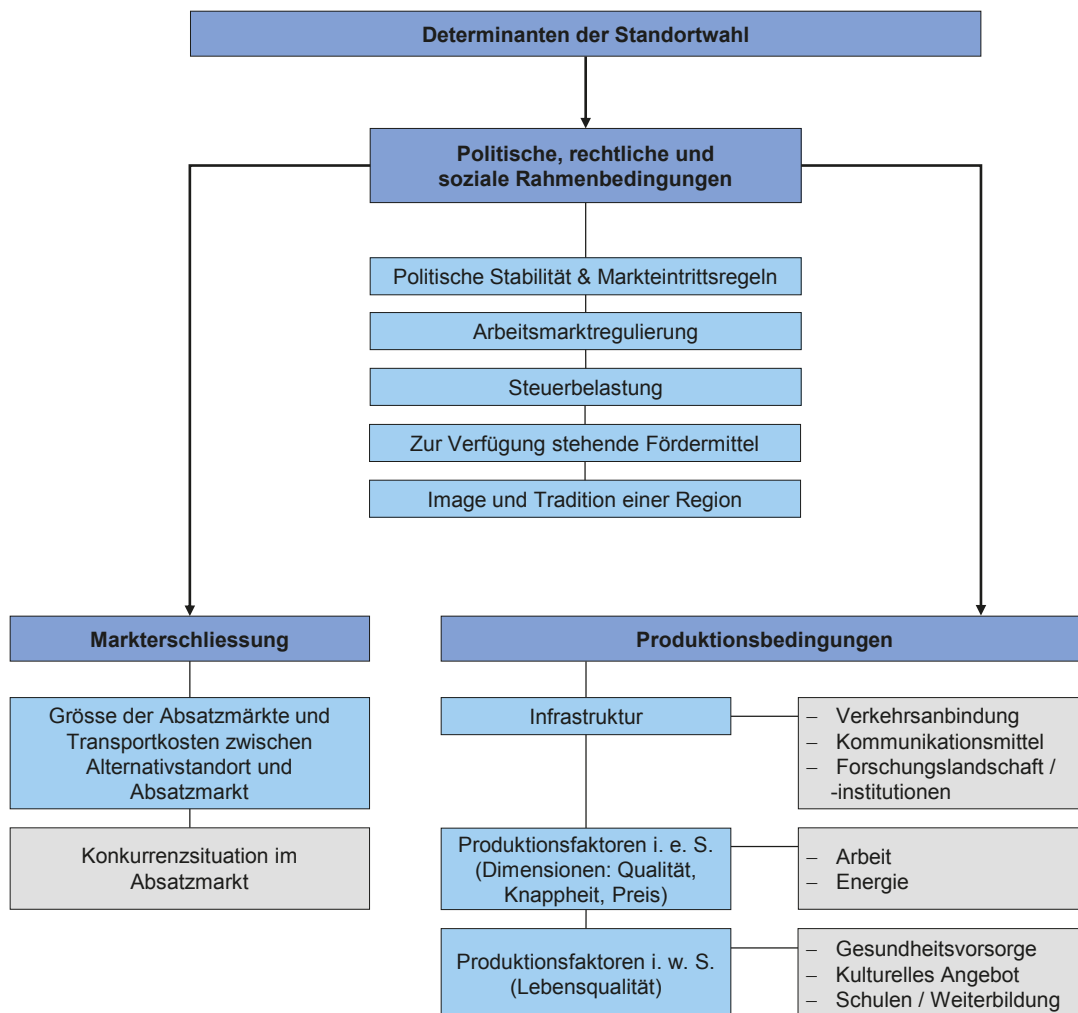 Determinanten der Standortwahl
Politische, rechtliche und
soziale Rahmenbedingungen
Politische Stabilität & Markteintrittsregeln
Arbeitsmarktregulierung
Steuerbelastung
Zur Verfügung stehende Fördermittel
Image und Tradition einer Region
Markterschliessung
Grösse der Absatzmärkte und
Transportkosten zwischen
Alternativstandort und
Absatzmarkt
Konkurrenzsituation im
Absatzmarkt
Produktionsbedingungen
Infrastruktur
– Verkehrsanbindung
– Kommunikationsmittel
– Forschungslandschaft /
-institutionen
Produktionsfaktoren i. e. S.
(Dimensionen: Qualität,
Knappheit, Preis)
– Arbeit
– Energie
Produktionsfaktoren i. w. S.
(Lebensqualität)
– Gesundheitsvorsorge
– Kulturelles Angebot
– Schulen / Weiterbildung